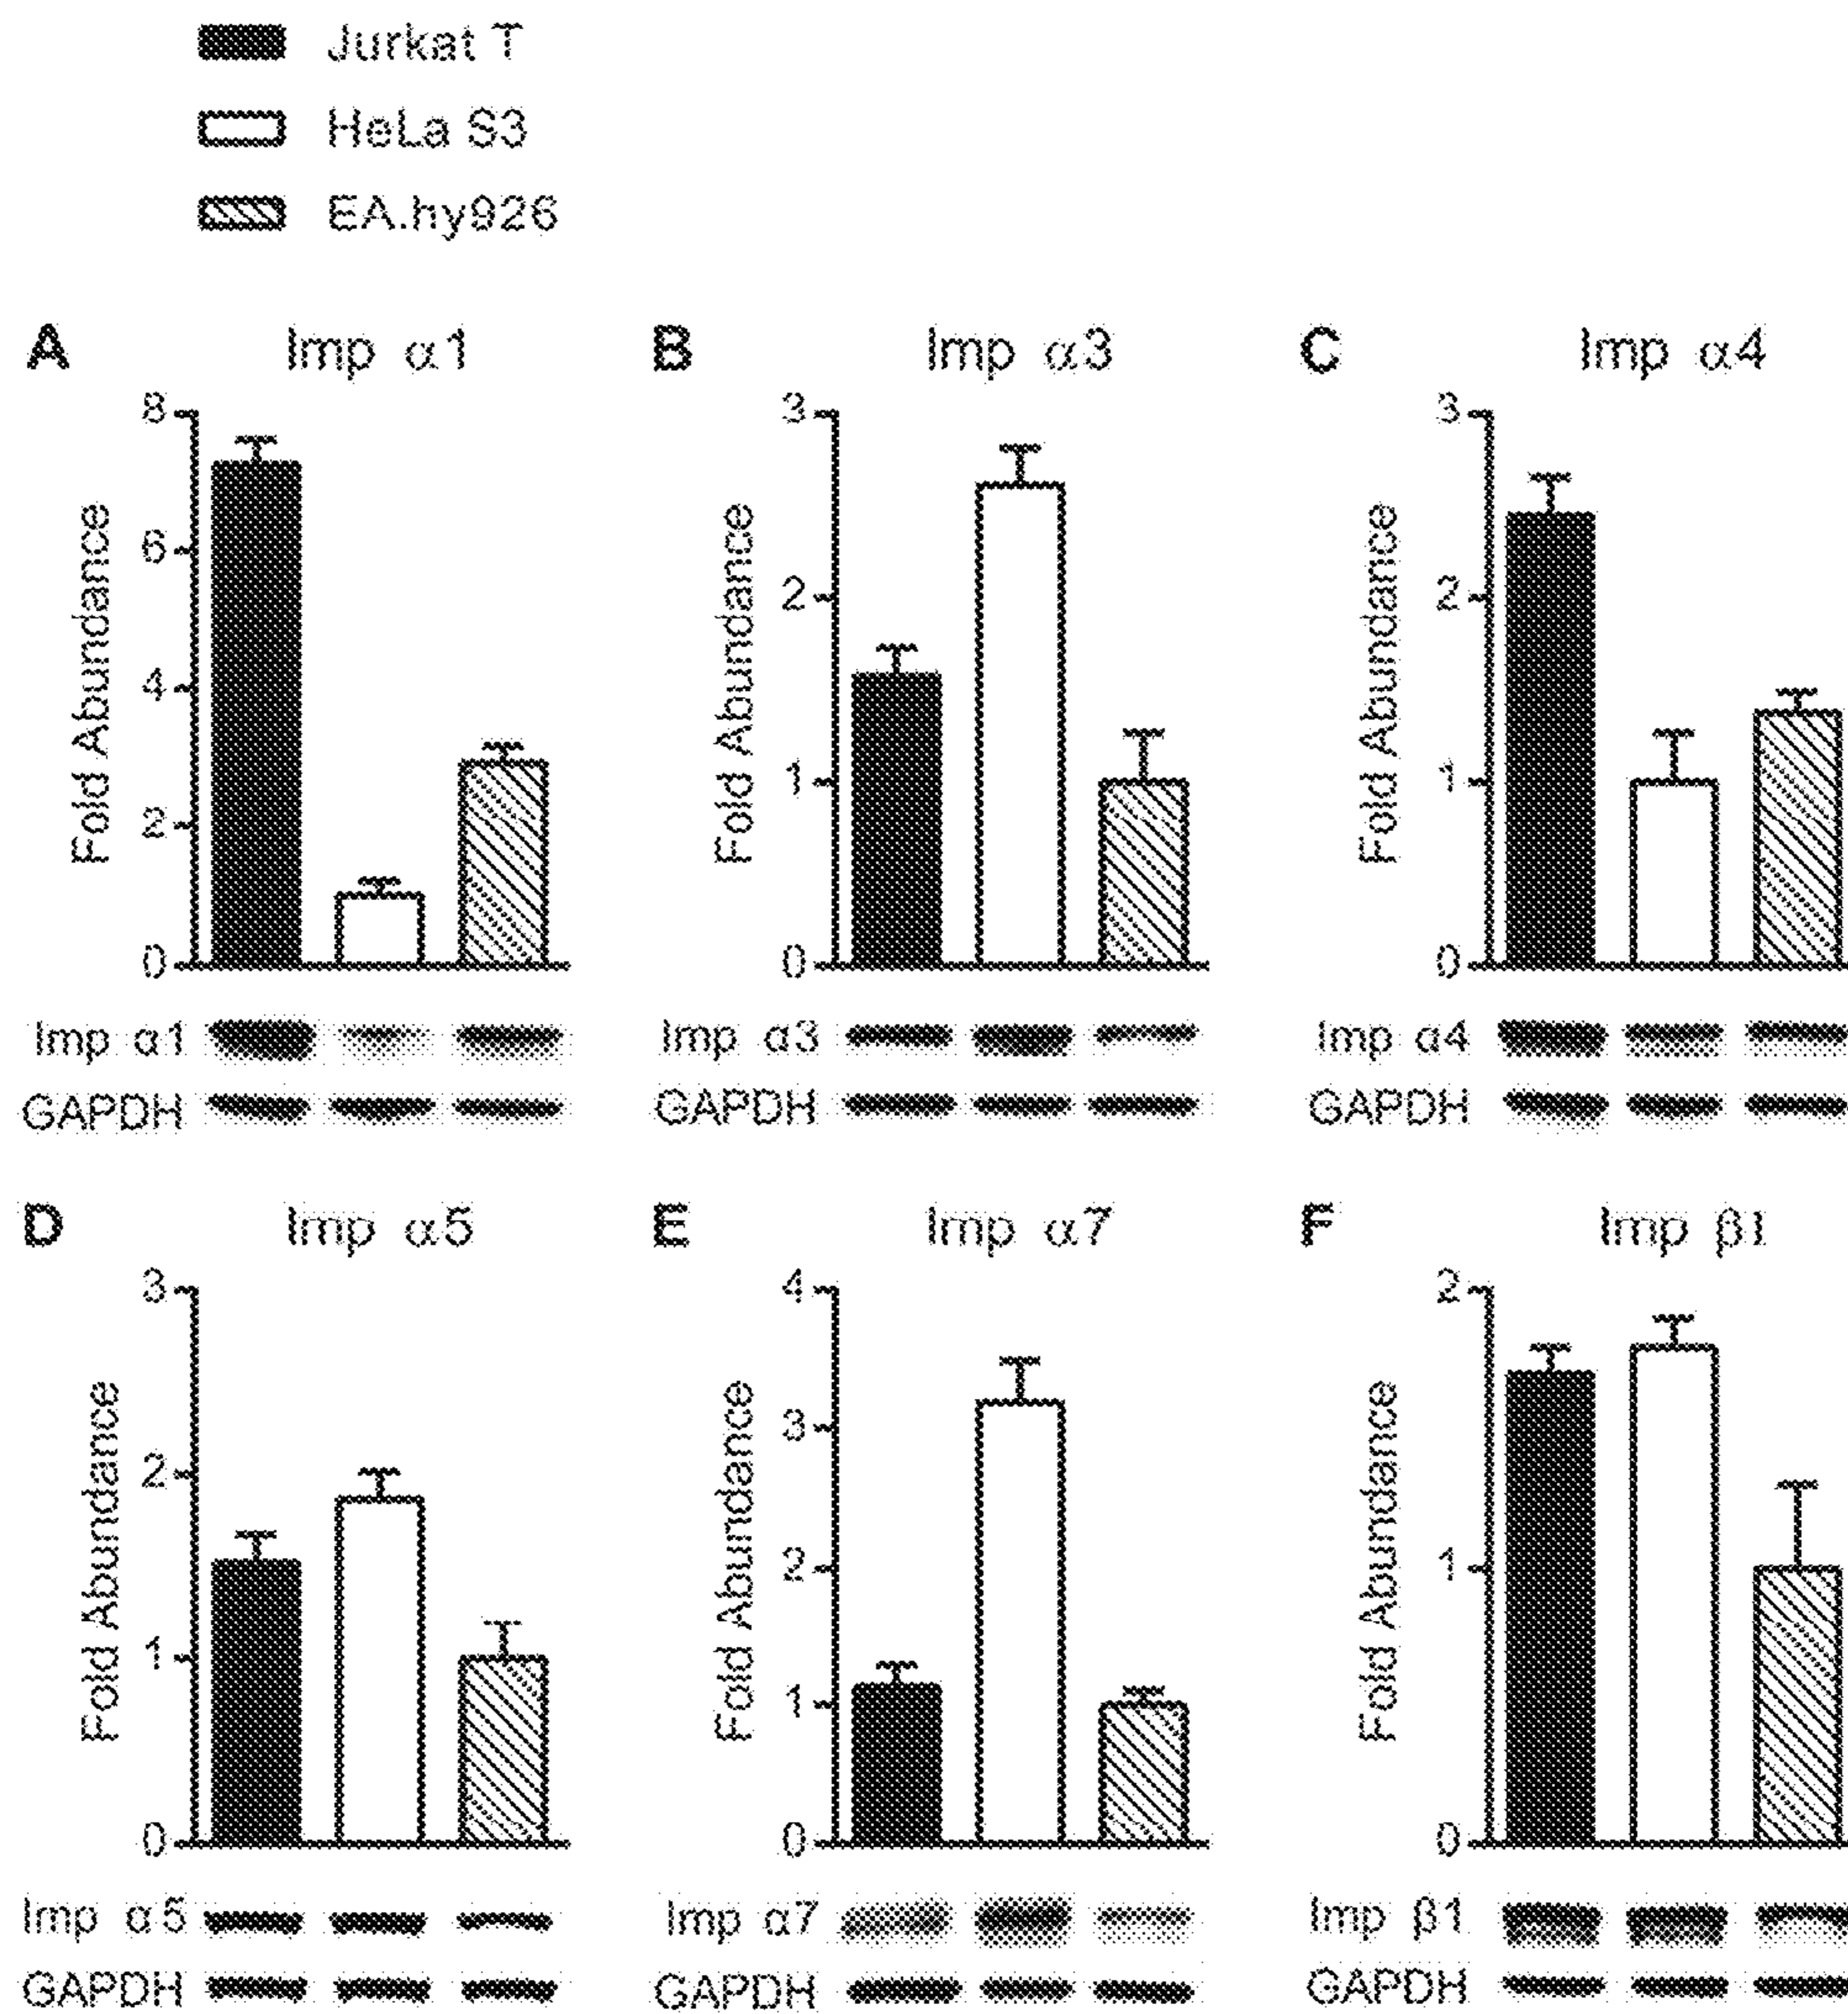 Jurkat T
HeLa S3
EA.hy926
A Imp α1
8
6
4
2
0
Fold Abundance
Imp α1
GAPDH
B Imp α3
3
2
1
0
Fold Abundance
Imp α3
GAPDH
C Imp α4
3
2
1
0
Fold Abundance
Imp α4
GAPDH
D Imp α5
3
2
1
0
Fold Abundance
Imp α5
GAPDH
E Imp α7
4
3
2
1
0
Fold Abundance
Imp α7
GAPDH
F Imp β1
2
1
0
Fold Abundance
Imp β1
GAPDH